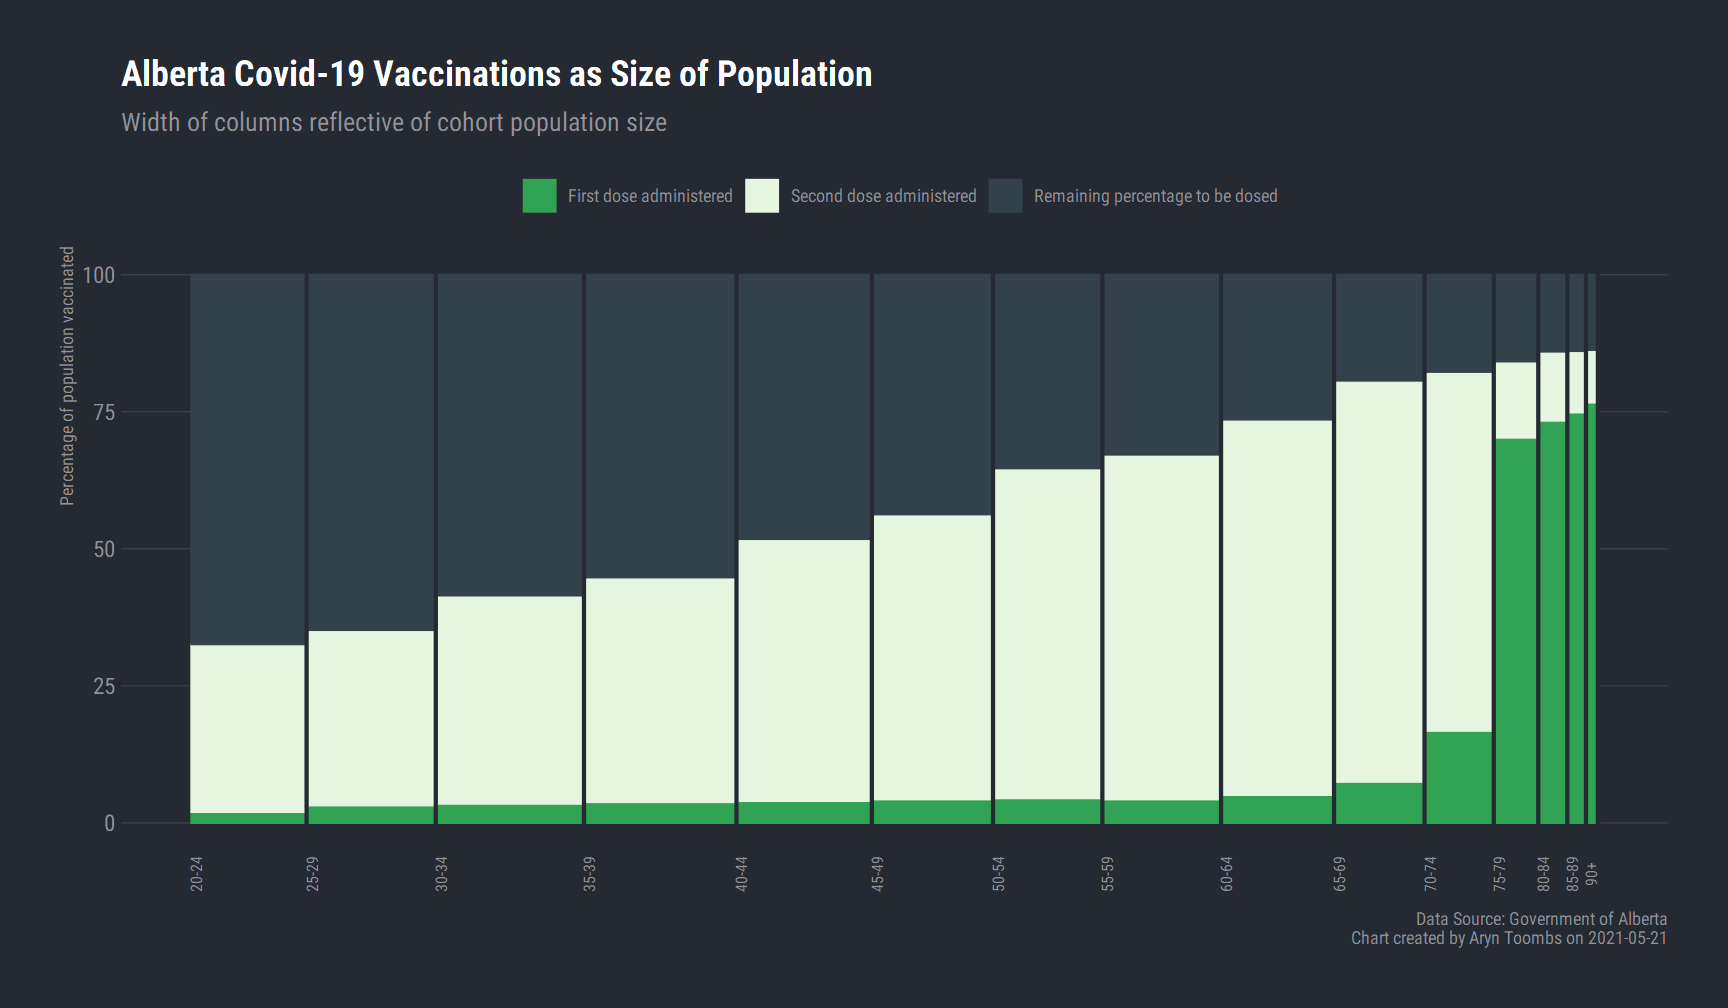 Alberta Covid-19 Vaccinations as Size of Population
Width of columns reflective of cohort population size
First dose administered
Second dose administered
Remaining percentage to be dosed
Percentage of population vaccinated
100
75
50
25
0
20-24
25-29
30-34
35-39
40-44
45-49
50-54
55-59
60-64
65-69
70-74
75-79
80-84
85-89
90+
Data Source: Government of Alberta
Chart created by Aryn Toombs on 2021-05-21